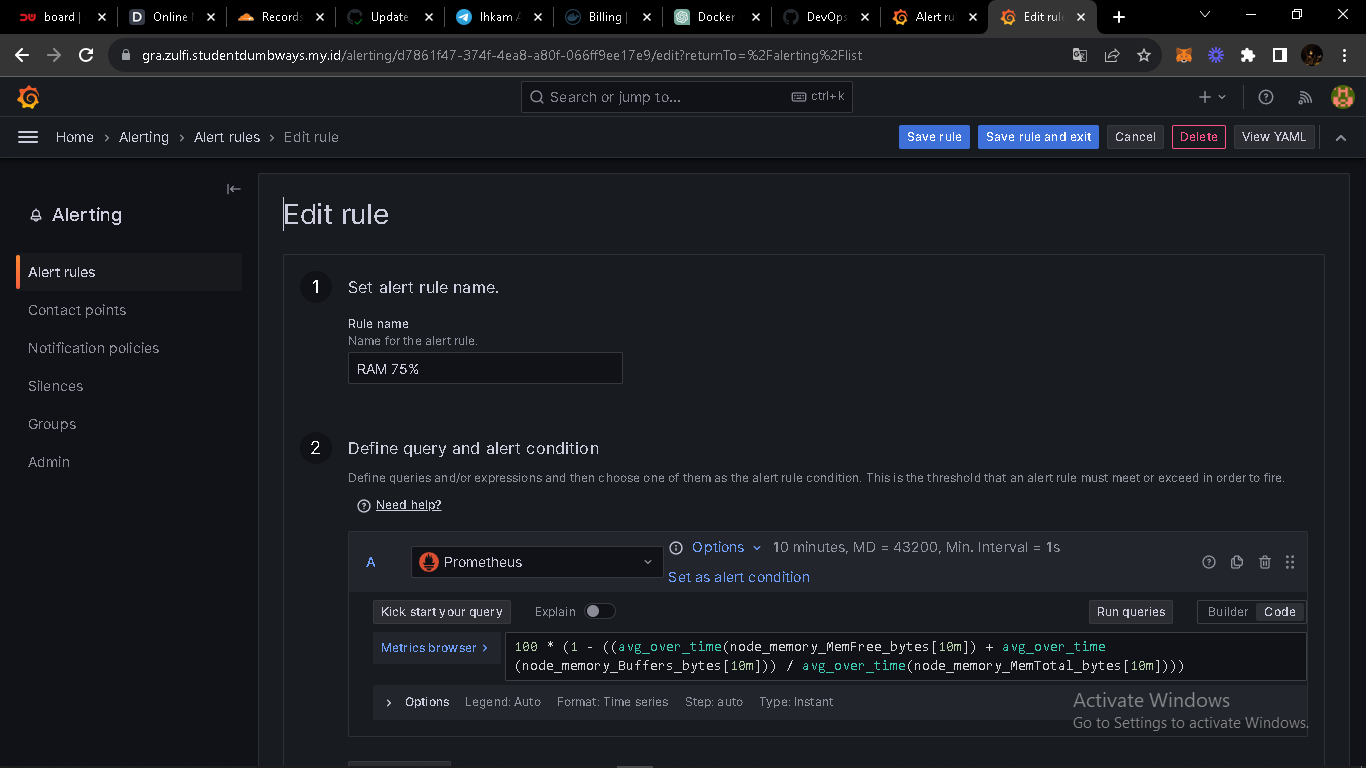 board |
Online
Records
Update
Ihkam A
Billing |
Docker
DevOps
Alert ru
Edit rule
gra.zulfi.studentdumbways.my.id/alerting/d7861f47-374f-4ea8-a80f-066ff9ee17e9/edit?returnTo=%2Falerting%2Flist
Search or jump to... ctrl+k
Home > Alerting > Alert rules > Edit rule
Save rule Save rule and exit Cancel Delete View YAML
Alerting
Alert rules
Contact points
Notification policies
Silences
Groups
Admin
Edit rule
1 Set alert rule name.
Rule name
Name for the alert rule.
RAM 75%
2 Define query and alert condition
Define queries and/or expressions and then choose one of them as the alert rule condition. This is the threshold that an alert rule must meet or exceed in order to fire.
Need help?
A Prometheus Options 10 minutes, MD = 43200, Min. Interval = 1s
Set as alert condition
Kick start your query Explain Run queries Builder Code
Metrics browser > 100 * (1 - ((avg_over_time(node_memory_MemFree_bytes[10m]) + avg_over_time
(node_memory_Buffers_bytes[10m])) / avg_over_time(node_memory_MemTotal_bytes[10m])))
> Options Legend: Auto Format: Time series Step: auto Type: Instant
Activate Windows
Go to Settings to activate Windows.